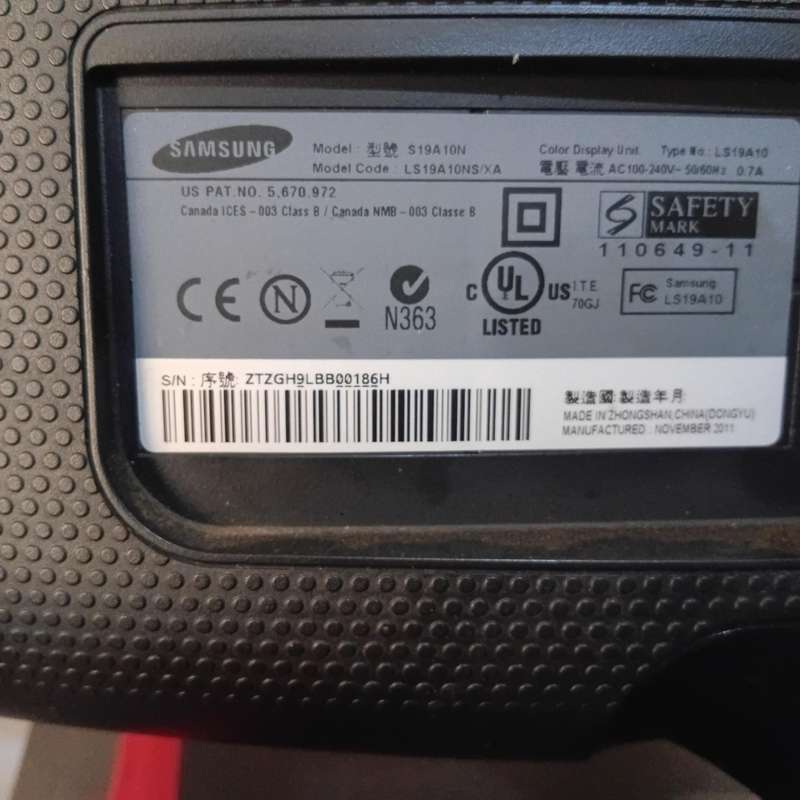 SAMSUNG
Model : 型號 S19A10N
Model Code : LS19A10NS/XA
Color Display Unit Type No : LS19A10
電壓 電流 AC100-240V~ 50/60Hz 0.7A
US PAT.NO. 5,670,972
Canada ICES - 003 Class B / Canada NMB - 003 Classe B
S SAFETY
MARK
110649-11
CE N N363
C UL US I.T.E.
70GJ
LISTED
FC Samsung
LS19A10
S/N : 序號: ZTZGH9LBB00186H
製造國 製造年月
MADE IN ZHONGSHAN,CHINA(DONGYU)
MANUFACTURED : NOVEMBER 2011